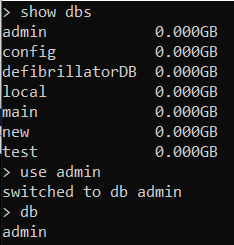 > show dbs
admin 0.000GB
config 0.000GB
defibrillatorDB 0.000GB
local 0.000GB
main 0.000GB
new 0.000GB
test 0.000GB
> use admin
switched to db admin
> db
admin